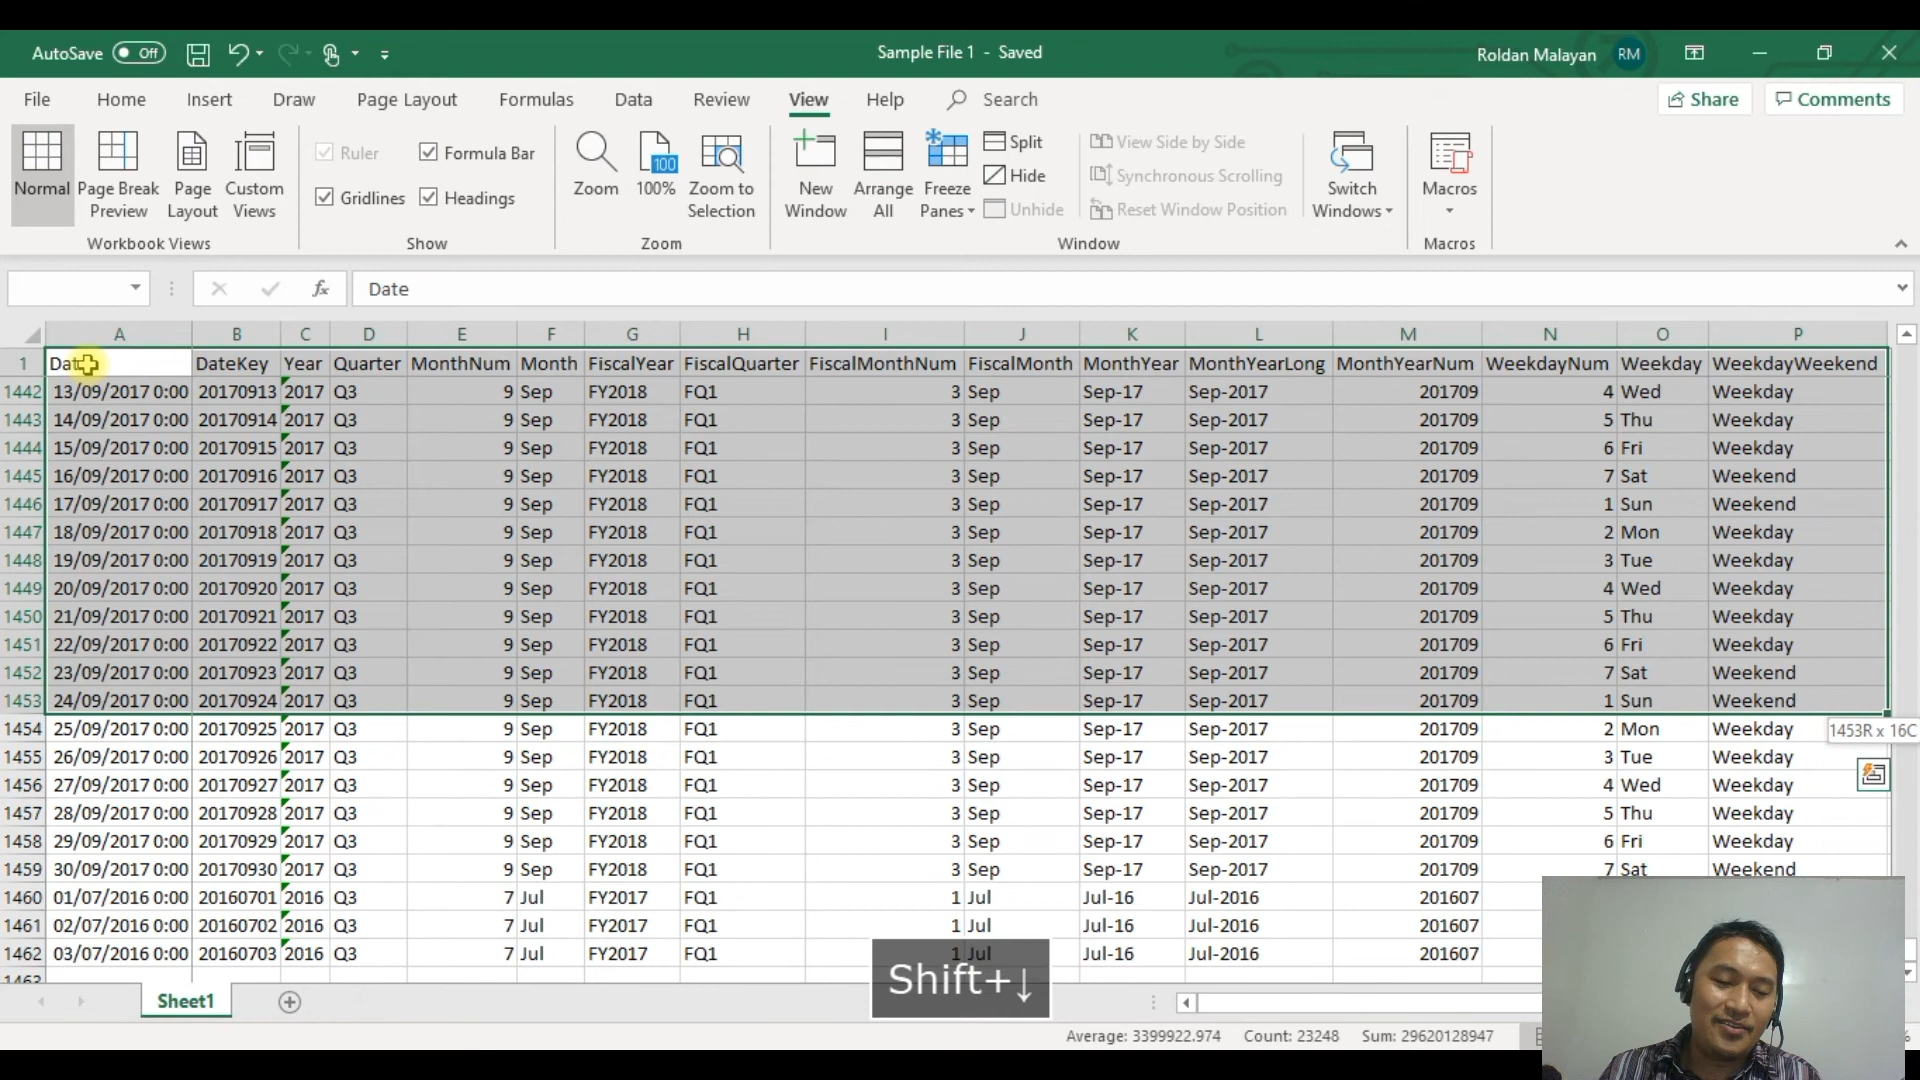 AutoSave Off Sample File 1 - Saved Roldan Malayan RM
File Home Insert Draw Page Layout Formulas Data Review View Help Search Share Comments
Normal Page Break Preview Page Layout Custom Views
Workbook Views
Ruler Formula Bar
Gridlines Headings
Show
Zoom 100 100% Zoom to Selection
Zoom
New Window Arrange All Freeze Panes
Split
Hide
Unhide
View Side by Side
Synchronous Scrolling
Reset Window Position
Switch Windows
Window
Macros
Macros
fx Date
A B C D E F G H I J K L M N O P
1 Dat DateKey Year Quarter MonthNum Month FiscalYear FiscalQuarter FiscalMonthNum FiscalMonth MonthYear MonthYearLong MonthYearNum WeekdayNum Weekday WeekdayWeekend
1442 13/09/2017 0:00 20170913 2017 Q3 9 Sep FY2018 FQ1 3 Sep Sep-17 Sep-2017 201709 4 Wed Weekday
1443 14/09/2017 0:00 20170914 2017 Q3 9 Sep FY2018 FQ1 3 Sep Sep-17 Sep-2017 201709 5 Thu Weekday
1444 15/09/2017 0:00 20170915 2017 Q3 9 Sep FY2018 FQ1 3 Sep Sep-17 Sep-2017 201709 6 Fri Weekday
1445 16/09/2017 0:00 20170916 2017 Q3 9 Sep FY2018 FQ1 3 Sep Sep-17 Sep-2017 201709 7 Sat Weekend
1446 17/09/2017 0:00 20170917 2017 Q3 9 Sep FY2018 FQ1 3 Sep Sep-17 Sep-2017 201709 1 Sun Weekend
1447 18/09/2017 0:00 20170918 2017 Q3 9 Sep FY2018 FQ1 3 Sep Sep-17 Sep-2017 201709 2 Mon Weekday
1448 19/09/2017 0:00 20170919 2017 Q3 9 Sep FY2018 FQ1 3 Sep Sep-17 Sep-2017 201709 3 Tue Weekday
1449 20/09/2017 0:00 20170920 2017 Q3 9 Sep FY2018 FQ1 3 Sep Sep-17 Sep-2017 201709 4 Wed Weekday
1450 21/09/2017 0:00 20170921 2017 Q3 9 Sep FY2018 FQ1 3 Sep Sep-17 Sep-2017 201709 5 Thu Weekday
1451 22/09/2017 0:00 20170922 2017 Q3 9 Sep FY2018 FQ1 3 Sep Sep-17 Sep-2017 201709 6 Fri Weekday
1452 23/09/2017 0:00 20170923 2017 Q3 9 Sep FY2018 FQ1 3 Sep Sep-17 Sep-2017 201709 7 Sat Weekend
1453 24/09/2017 0:00 20170924 2017 Q3 9 Sep FY2018 FQ1 3 Sep Sep-17 Sep-2017 201709 1 Sun Weekend
1454 25/09/2017 0:00 20170925 2017 Q3 9 Sep FY2018 FQ1 3 Sep Sep-17 Sep-2017 201709 2 Mon Weekday 1453R x 16C
1455 26/09/2017 0:00 20170926 2017 Q3 9 Sep FY2018 FQ1 3 Sep Sep-17 Sep-2017 201709 3 Tue Weekday
1456 27/09/2017 0:00 20170927 2017 Q3 9 Sep FY2018 FQ1 3 Sep Sep-17 Sep-2017 201709 4 Wed Weekday
1457 28/09/2017 0:00 20170928 2017 Q3 9 Sep FY2018 FQ1 3 Sep Sep-17 Sep-2017 201709 5 Thu Weekday
1458 29/09/2017 0:00 20170929 2017 Q3 9 Sep FY2018 FQ1 3 Sep Sep-17 Sep-2017 201709 6 Fri Weekday
1459 30/09/2017 0:00 20170930 2017 Q3 9 Sep FY2018 FQ1 3 Sep Sep-17 Sep-2017 201709 7 Sat Weekend
1460 01/07/2016 0:00 20160701 2016 Q3 7 Jul FY2017 FQ1 1 Jul Jul-16 Jul-2016 201607
1461 02/07/2016 0:00 20160702 2016 Q3 7 Jul FY2017 FQ1 1 Jul Jul-16 Jul-2016 201607
1462 03/07/2016 0:00 20160703 2016 Q3 7 Jul FY2017 FQ1 1 Jul Jul-16 Jul-2016 201607
1463
Shift+↓
Sheet1
Average: 3399922.974 Count: 23248 Sum: 29620128947